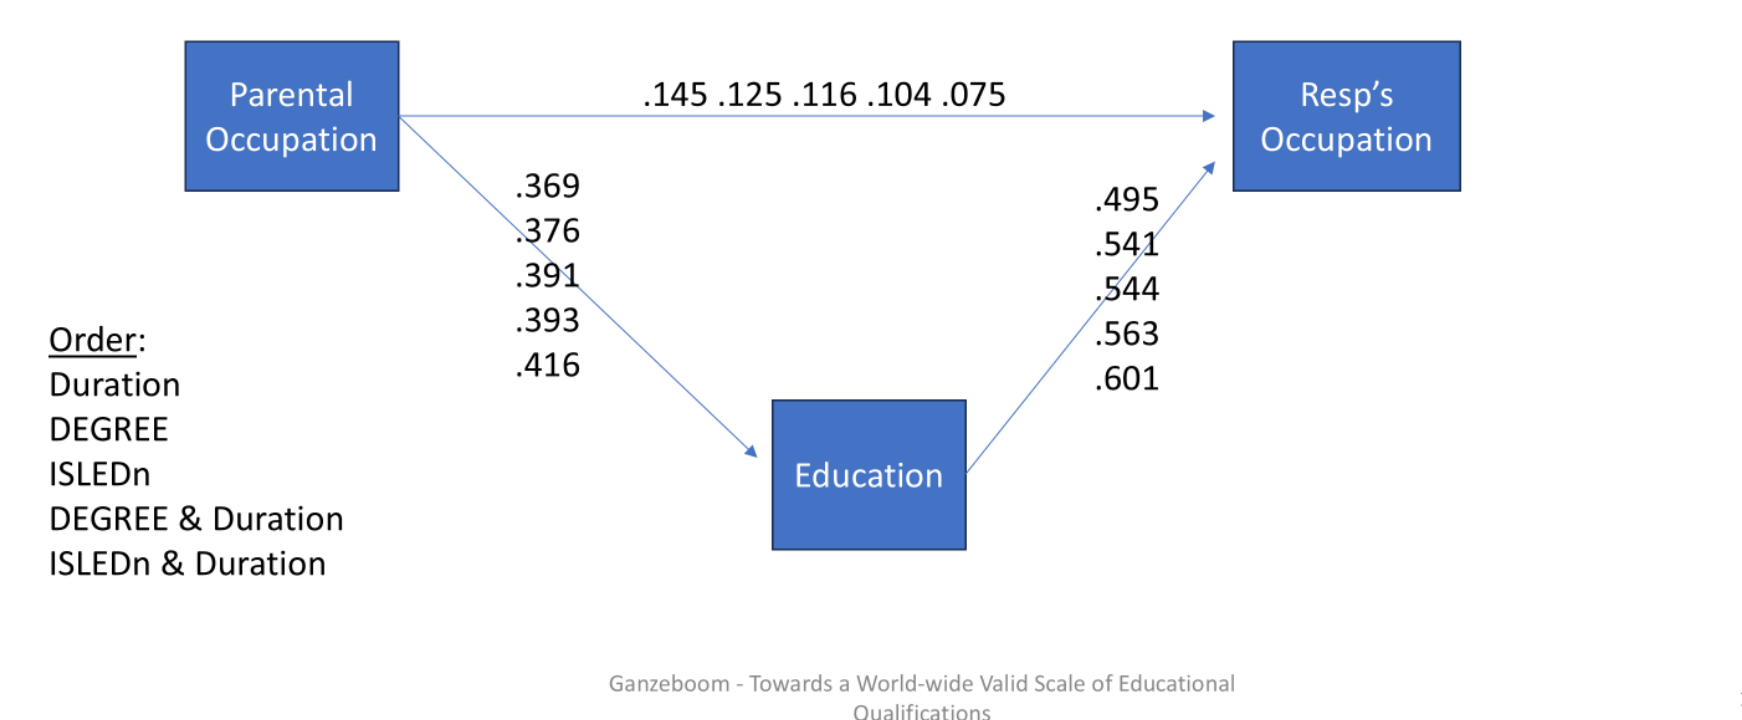 Parental
Occupation
.145 .125 .116 .104 .075
Resp's
Occupation
.369
.376
.391
.393
.416
.495
.541
.544
.563
.601
Order:
Duration
DEGREE
ISLEDn
DEGREE & Duration
ISLEDn & Duration
Education
Ganzeboom - Towards a World-wide Valid Scale of Educational
Qualifications